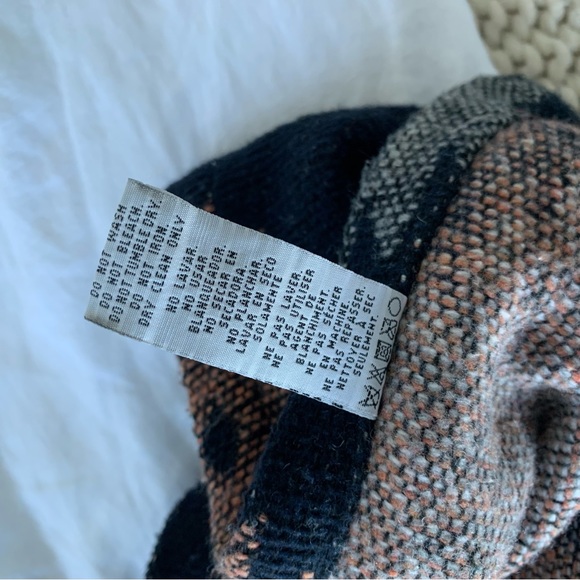 DO NOT WASH
DO NOT BLEACH.
DO NOT TUMBLE DRY.
DO NOT IRON.
DRY CLEAN ONLY
NO LAVAR.
NO USAR
BLANQUEADOR.
NO SECAR EN
SECADORA.
NO PLANCHAR.
LAVADO EN SECO
SOLAMENTE.
NE PAS LAVER.
NE PAS UTILISER
AGENT DE
BLANCHIMENT.
NE PAS SÉCHER
EN MACHINE.
NE PAS REPASSER.
NETTOYER À SEC
SEULEMENT